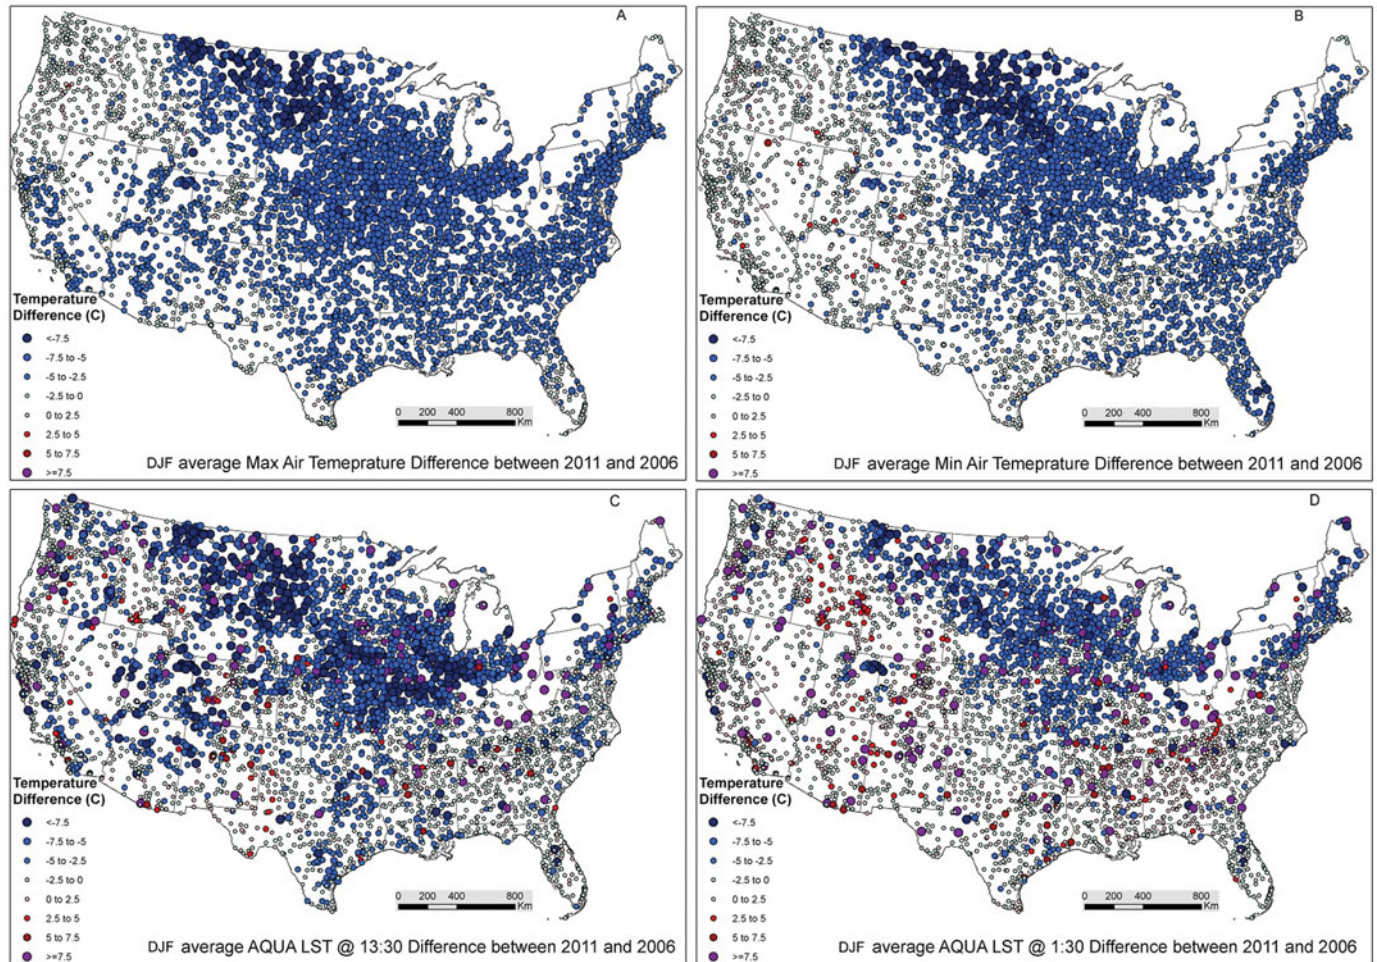 A
Temperature
Difference (C)
<-7.5
-7.5 to -5
-5 to -2.5
-2.5 to 0
0 to 2.5
2.5 to 5
5 to 7.5
>=7.5
0 200 400 800
Km
DJF average Max Air Temeprature Difference between 2011 and 2006
B
Temperature
Difference (C)
<-7.5
-7.5 to -5
-5 to -2.5
-2.5 to 0
0 to 2.5
2.5 to 5
5 to 7.5
>=7.5
0 200 400 800
Km
DJF average Min Air Temeprature Difference between 2011 and 2006
C
Temperature
Difference (C)
<-7.5
-7.5 to -5
-5 to -2.5
-2.5 to 0
0 to 2.5
2.5 to 5
5 to 7.5
>=7.5
0 200 400 800
Km
DJF average AQUA LST @ 13:30 Difference between 2011 and 2006
D
Temperature
Difference (C)
<-7.5
-7.5 to -5
-5 to -2.5
-2.5 to 0
0 to 2.5
2.5 to 5
5 to 7.5
>=7.5
0 200 400 800
Km
DJF average AQUA LST @ 1:30 Difference between 2011 and 2006